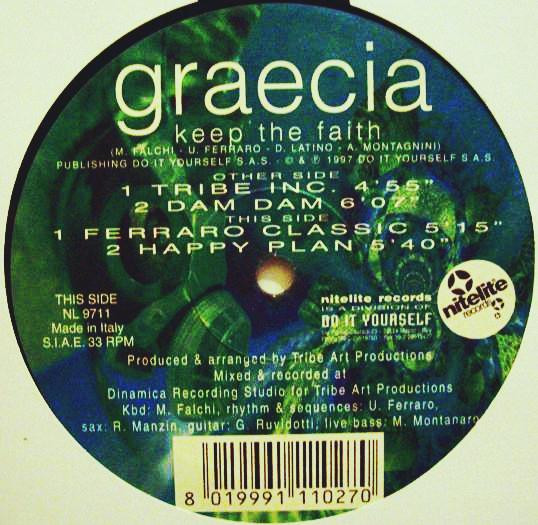 graecia
keep the faith
(M. FALCHI - U. FERRARO - D. LATINO - A. MONTAGNINI)
PUBLISHING DO IT YOURSELF S.A.S. - © & ℗ 1997 DO IT YOURSELF S.A.S.
OTHER SIDE
1 TRIBE INC. 4'55"
2 DAM DAM 6'07"
THIS SIDE
1 FERRARO CLASSIC 5'15"
2 HAPPY PLAN 5'40"
THIS SIDE
NL 9711
Made in Italy
S.I.A.E. 33 RPM
nitelite records
IS A DIVISION OF
DO IT YOURSELF
nitelite
records
Produced & arranged by Tribe Art Productions
Mixed & recorded at
Dinamica Recording Studio for Tribe Art Productions
Kbd: M. Falchi, rhythm & sequences: U. Ferraro,
sax: R. Manzin, guitar: G. Ruvidotti, live bass: M. Montanaro
8 019991 110270